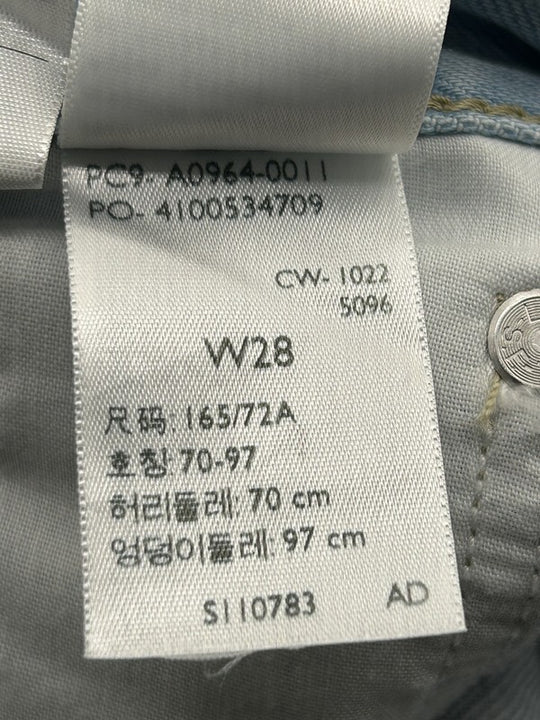 PC9- A0964-0011
PO- 4100534709
CW- 1022
5096
W28
尺码: 165/72A
호칭 70-97
허리둘레: 70 cm
엉덩이둘레: 97 cm
S110783 AD